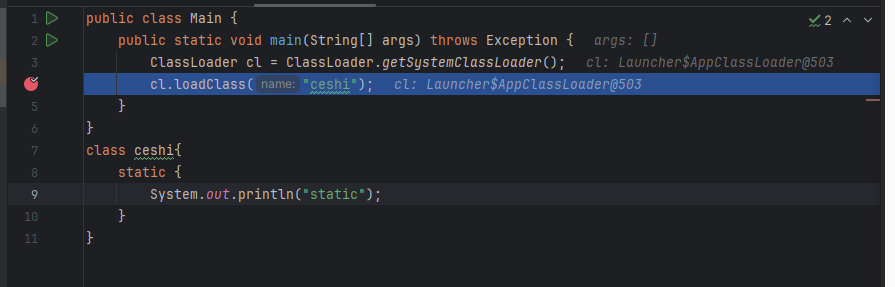 1 public class Main {
2 public static void main(String[] args) throws Exception { args: []
3 ClassLoader cl = ClassLoader.getSystemClassLoader(); cl: Launcher$AppClassLoader@503
cl.loadClass( name: "ceshi"); cl: Launcher$AppClassLoader@503
5 }
6 }
7 class ceshi{
8 static {
9 System.out.println("static");
10 }
11 }
2